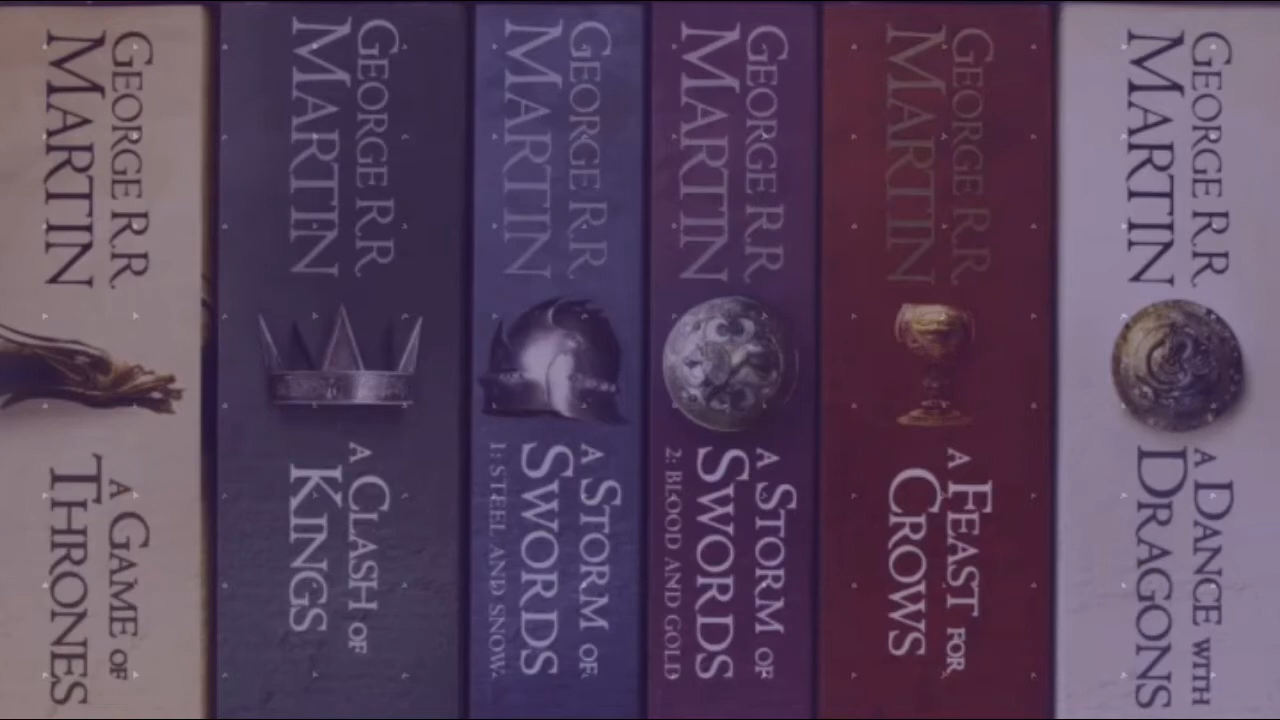 GEORGE R.R.
MARTIN
A GAME OF
THRONES
GEORGE R.R.
MARTIN
A CLASH OF
KINGS
GEORGE R.R.
MARTIN
A STORM OF
SWORDS
1: STEEL AND SNOW
GEORGE R.R.
MARTIN
A STORM OF
SWORDS
2: BLOOD AND GOLD
GEORGE R.R.
MARTIN
A FEAST FOR
CROWS
GEORGE R.R.
MARTIN
A DANCE WITH
DRAGONS